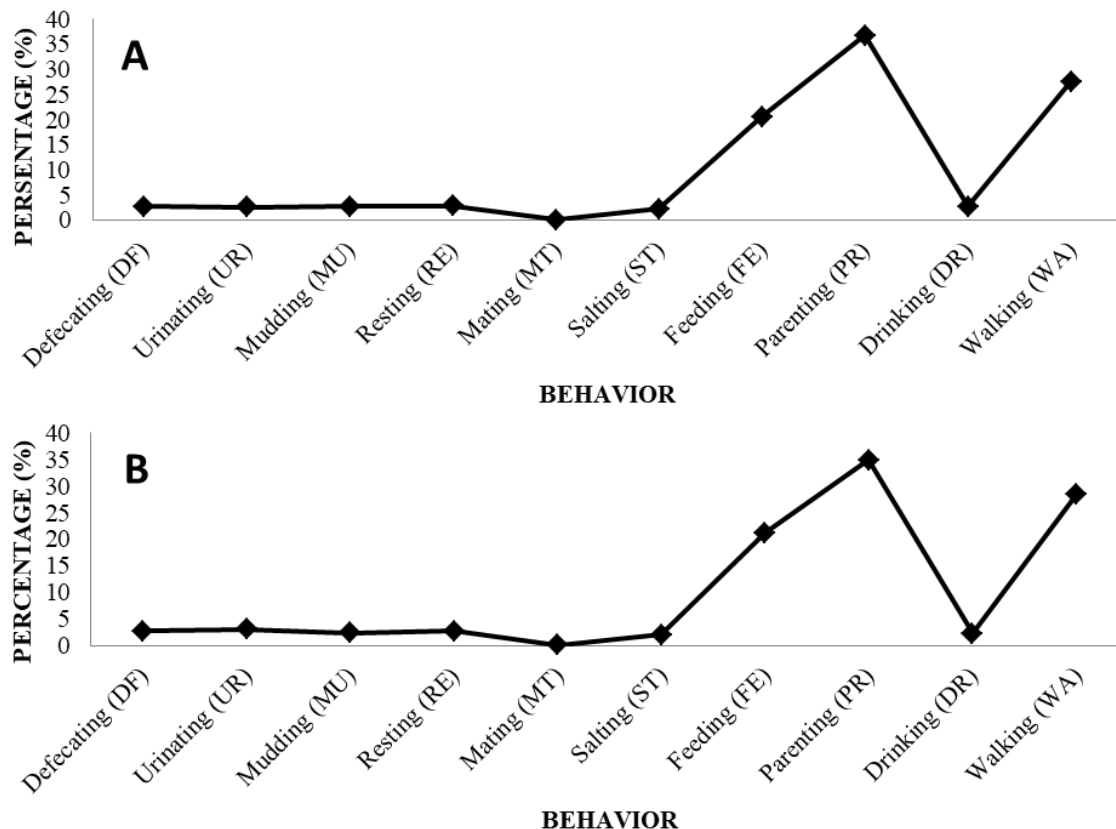 A
PERSENTAGE (%)
40
35
30
25
20
15
10
5
0
Defecating (DF)
Urinating (UR)
Mudding (MU)
Resting (RE)
Mating (MT)
Salting (ST)
Feeding (FE)
Parenting (PR)
Drinking (DR)
Walking (WA)
BEHAVIOR
B
PERCENTAGE (%)
40
35
30
25
20
15
10
5
0
Defecating (DF)
Urinating (UR)
Mudding (MU)
Resting (RE)
Mating (MT)
Salting (ST)
Feeding (FE)
Parenting (PR)
Drinking (DR)
Walking (WA)
BEHAVIOR